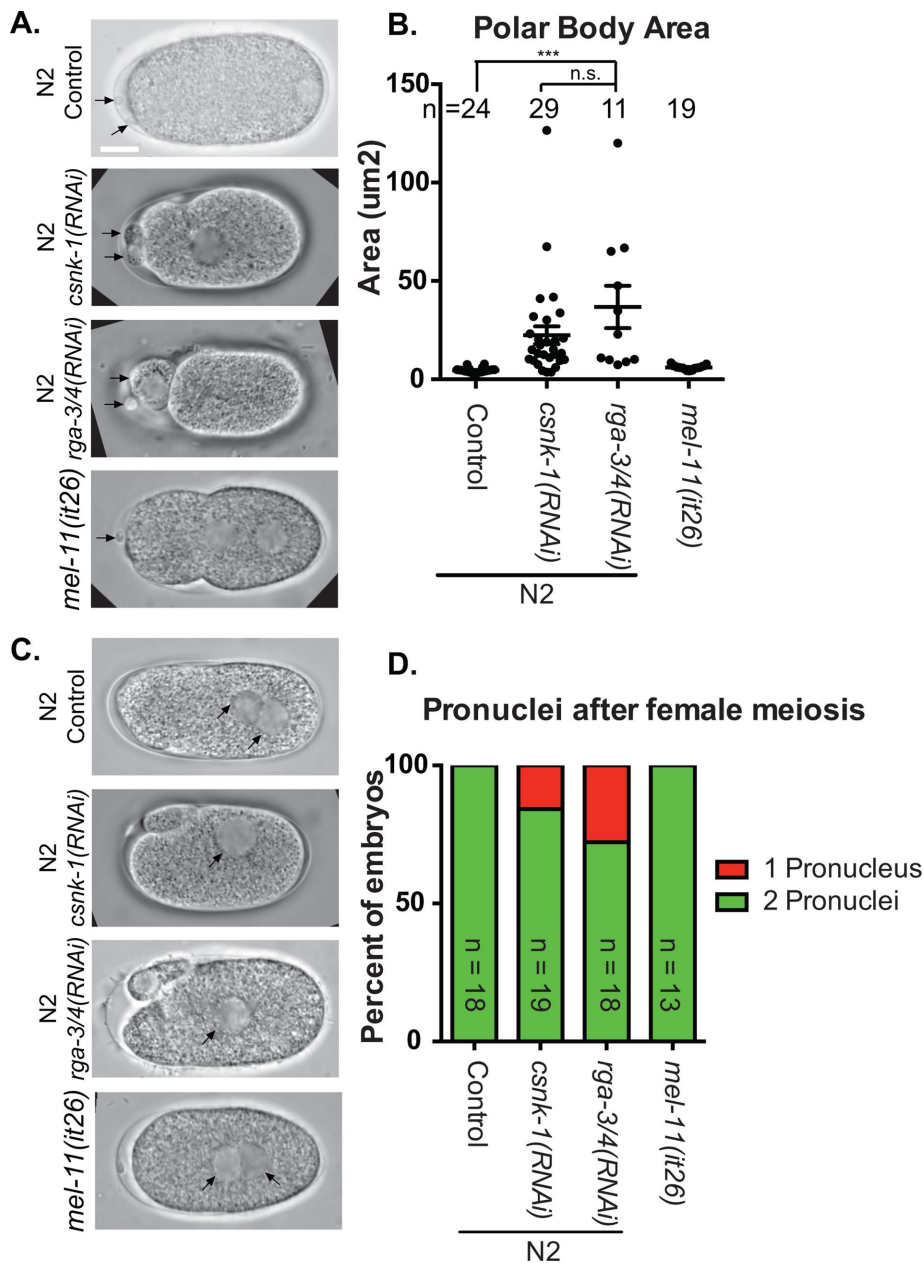 A.
N2
Control
N2
csnk-1(RNAi)
N2
rga-3/4(RNAi)
mel-11(it26)
B.
Polar Body Area
***
n.s.
n =24 29 11 19
Area (um2)
150
100
50
0
Control
csnk-1(RNAi)
rga-3/4(RNAi)
mel-11(it26)
N2
C.
N2
Control
N2
csnk-1(RNAi)
N2
rga-3/4(RNAi)
mel-11(it26)
D.
Pronuclei after female meiosis
Percent of embryos
100
50
0
n = 18
n = 19
n = 18
n = 13
1 Pronucleus
2 Pronuclei
Control
csnk-1(RNAi)
rga-3/4(RNAi)
mel-11(it26)
N2